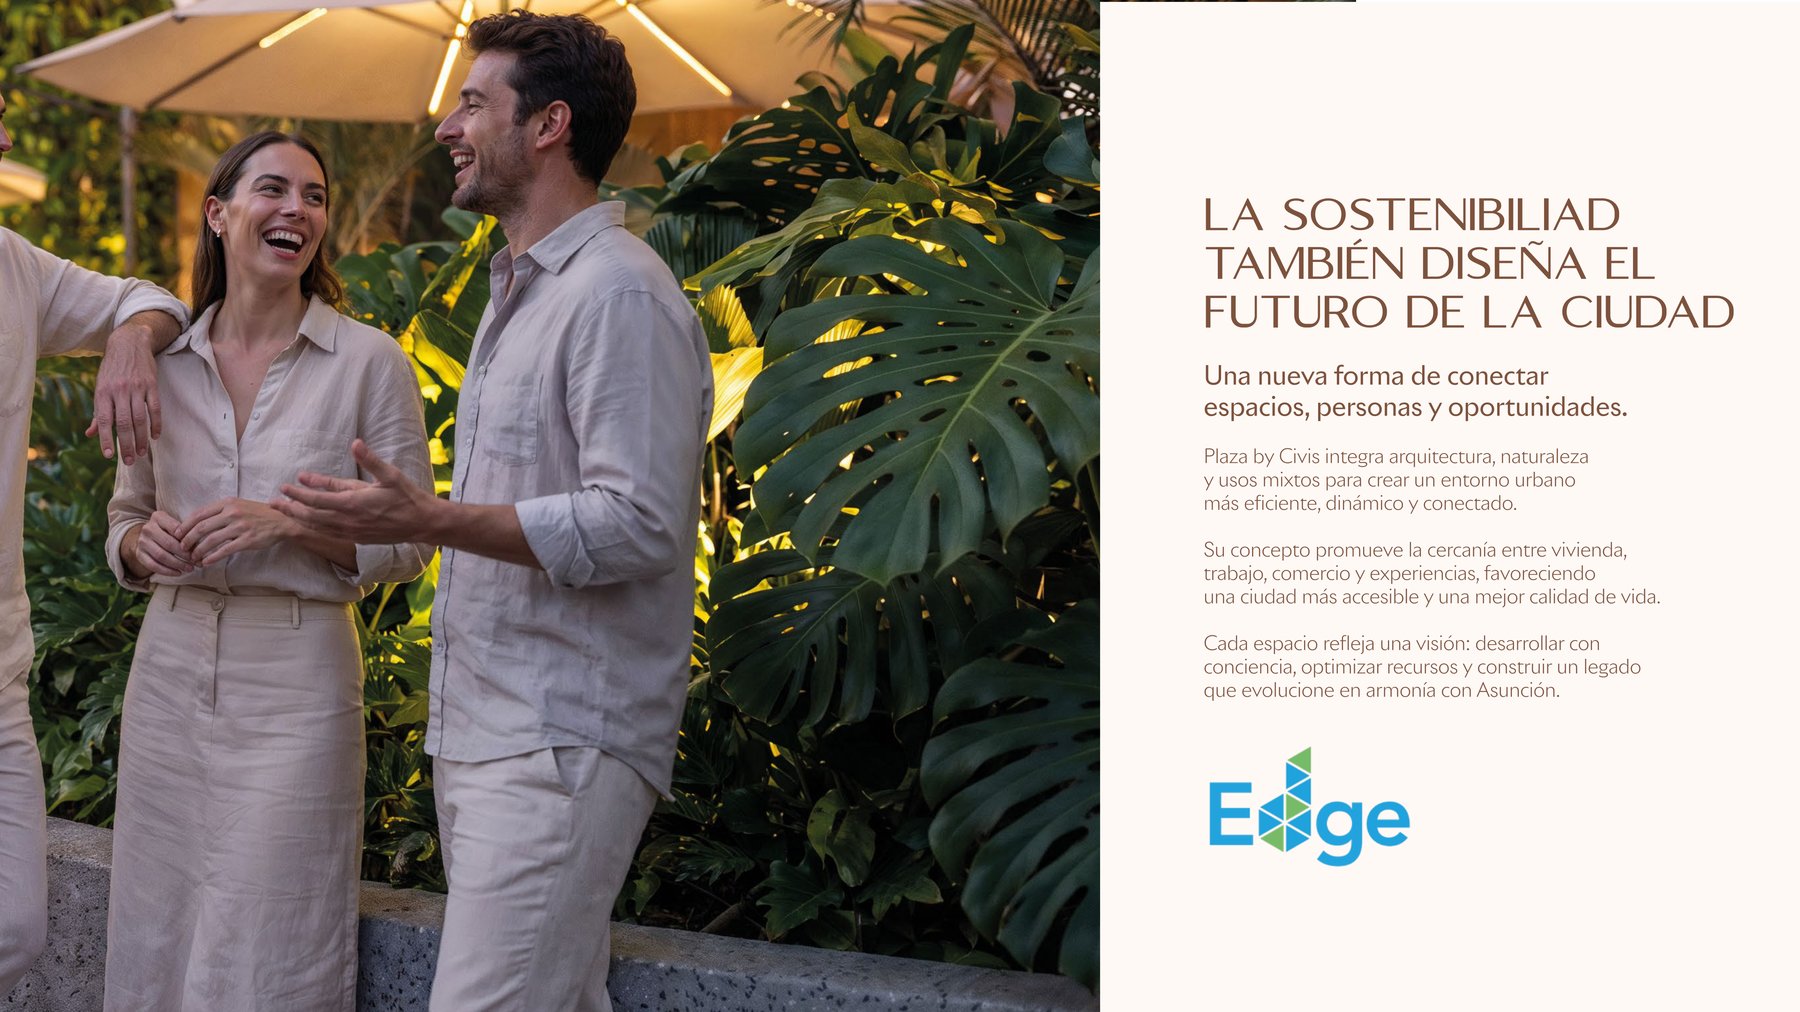 LA SOSTENIBILIAD
TAMBIÉN DISEÑA EL
FUTURO DE LA CIUDAD
Una nueva forma de conectar
espacios, personas y oportunidades.
Plaza by Civis integra arquitectura, naturaleza
y usos mixtos para crear un entorno urbano
más eficiente, dinámico y conectado.
Su concepto promueve la cercanía entre vivienda,
trabajo, comercio y experiencias, favoreciendo
una ciudad más accesible y una mejor calidad de vida.
Cada espacio refleja una visión: desarrollar con
conciencia, optimizar recursos y construir un legado
que evolucione en armonía con Asunción.
Edge